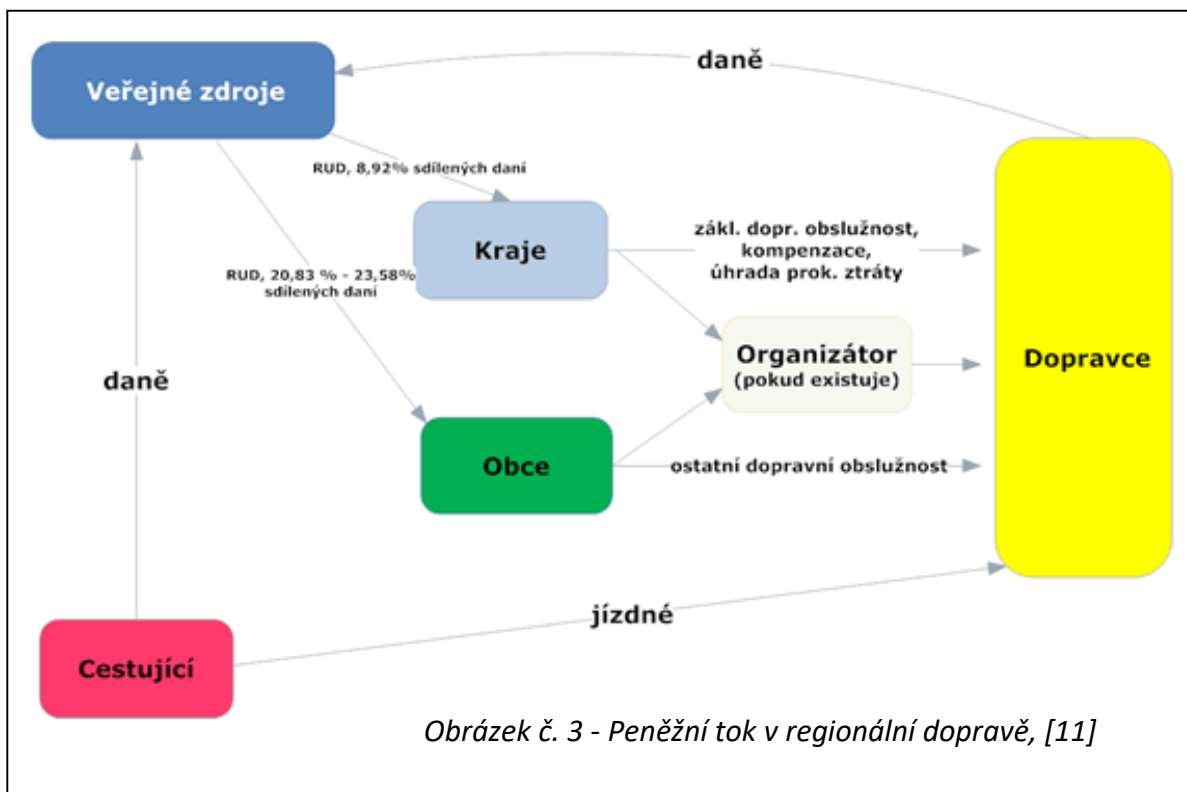 daně
Veřejné zdroje
RUD, 8,92% sdílených daní
Kraje
zákl. dopr. obslužnost,
kompenzace,
úhrada prok. ztráty
RUD, 20,83 % - 23,58%
sdílených daní
Organizátor
(pokud existuje)
Dopravce
daně
Obce
ostatní dopravní obslužnost
jízdné
Cestující
Obrázek č. 3 - Peněžní tok v regionální dopravě, [11]